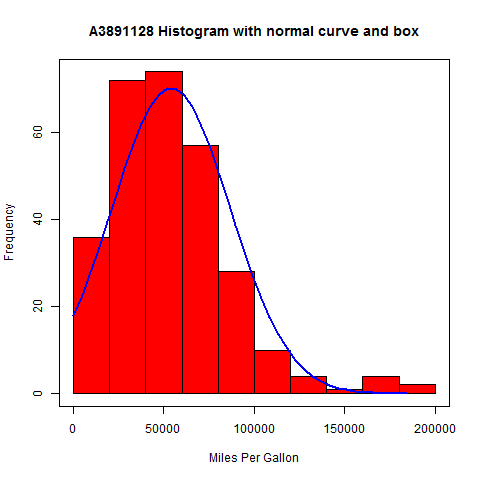 A3891128 Histogram with normal curve and box
Frequency
60
40
20
0
0 50000 100000 150000 200000
Miles Per Gallon